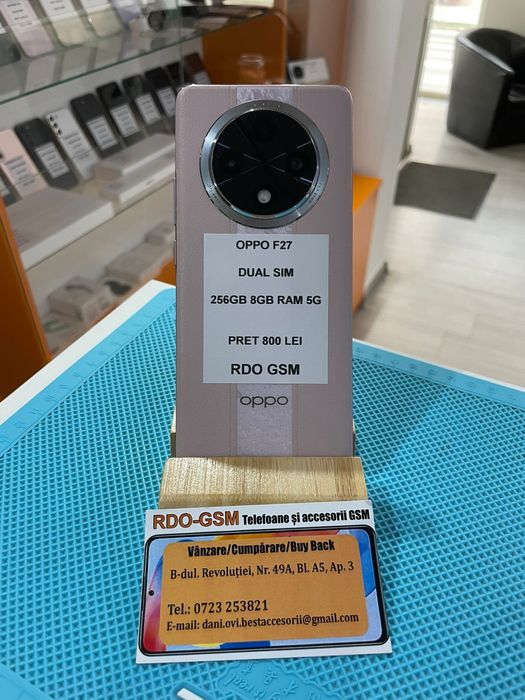 OPPO F27
DUAL SIM
256GB 8GB RAM 5G
PRET 800 LEI
RDO GSM
oppo
RDO-GSM Telefoane și accesorii GSM
Vânzare/Cumpărare/Buy Back
B-dul. Revoluției, Nr. 49A, Bl. A5, Ap. 3
Tel.: 0723 253821
E-mail: dani.ovi.bestaccesorii@gmail.com